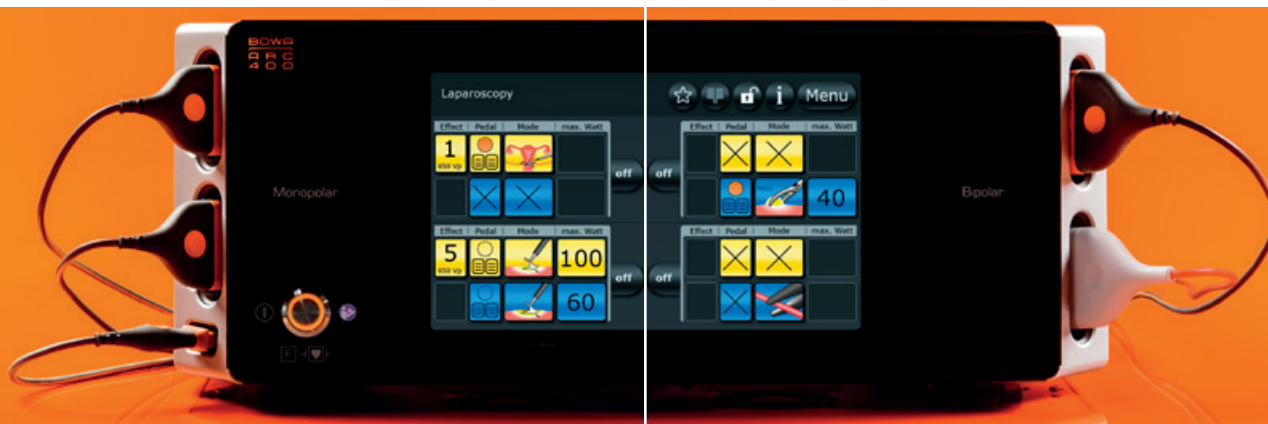 BOWA
ARC
400
Laparoscopy
i Menu
Effect Pedal Mode max. Watt
1
650 Vp
off
Effect Pedal Mode max. Watt
off
40
Monopolar
Bipolar
Effect Pedal Mode max. Watt
5 100
650 Vp
off
60
Effect Pedal Mode max. Watt
off
F